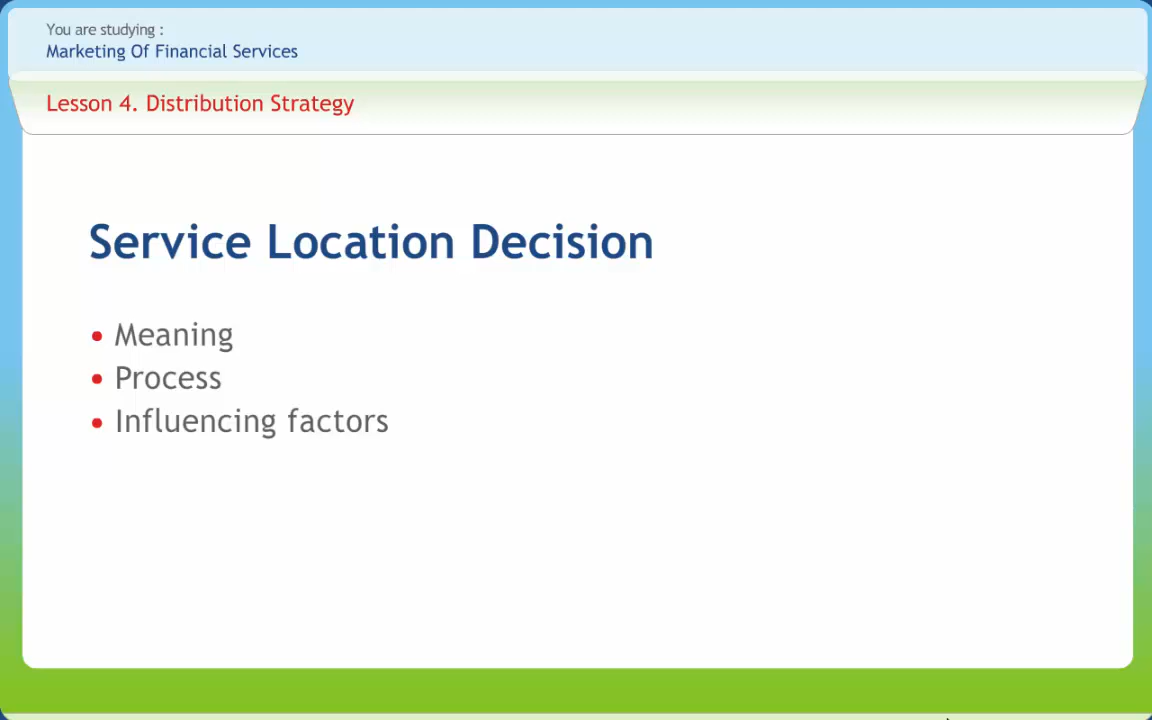 You are studying :
Marketing Of Financial Services
Lesson 4. Distribution Strategy
Service Location Decision
• Meaning
• Process
• Influencing factors